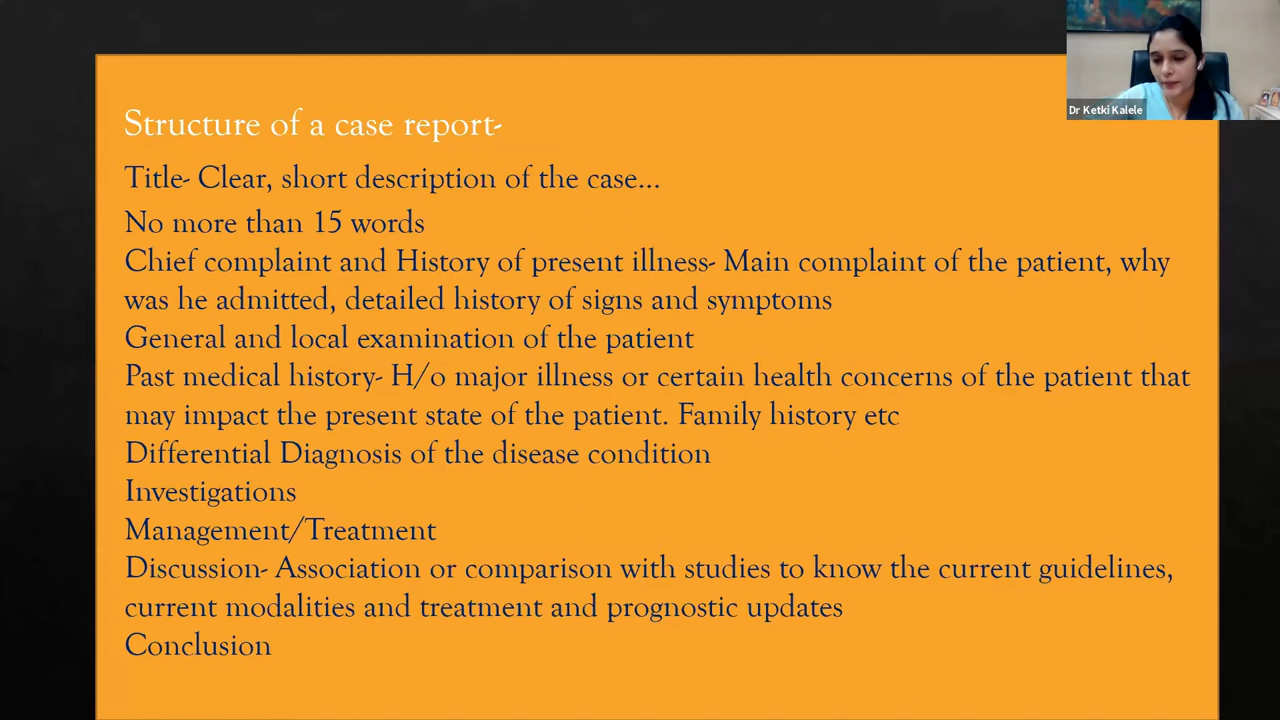 Dr Ketki Kalele
Structure of a case report-
Title- Clear, short description of the case...
No more than 15 words
Chief complaint and History of present illness- Main complaint of the patient, why
was he admitted, detailed history of signs and symptoms
General and local examination of the patient
Past medical history- H/o major illness or certain health concerns of the patient that
may impact the present state of the patient. Family history etc
Differential Diagnosis of the disease condition
Investigations
Management/Treatment
Discussion- Association or comparison with studies to know the current guidelines,
current modalities and treatment and prognostic updates
Conclusion